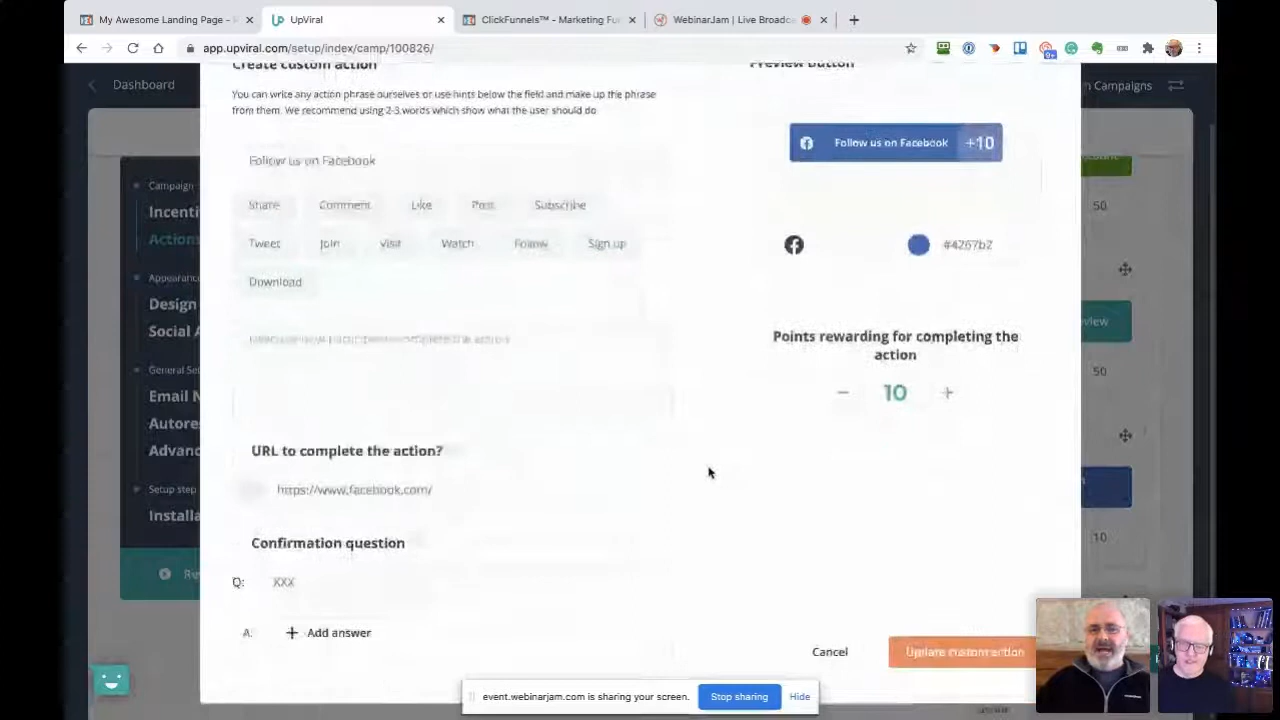 My Awesome Landing Page -
UpViral
ClickFunnels™ - Marketing Fu
WebinarJam | Live Broadc
app.upviral.com/setup/index/camp/100826/
9+
Dashboard
Campaigns
Create custom action
You can write any action phrase ourselves or use hints below the field and make up the phrase
from them. We recommend using 2-3 words which show what the user should do
Follow us on Facebook
Share
Comment
Like
Post
Subscribe
Tweet
Join
Visit
Watch
Follow
Sign up
Download
URL to complete the action?
https://www.facebook.com/
Confirmation question
Q:
XXX
A:
+ Add answer
Preview Button
Follow us on Facebook
+10
#4267b2
Points rewarding for completing the
action
−
10
+
Cancel
Update custom action
Campaign
Incenti
Action
Appearanc
Design
Social A
General Se
Email N
Autore
Advanc
Setup step
Install
Re
50
view
50
10
event.webinarjam.com is sharing your screen.
Stop sharing
Hide